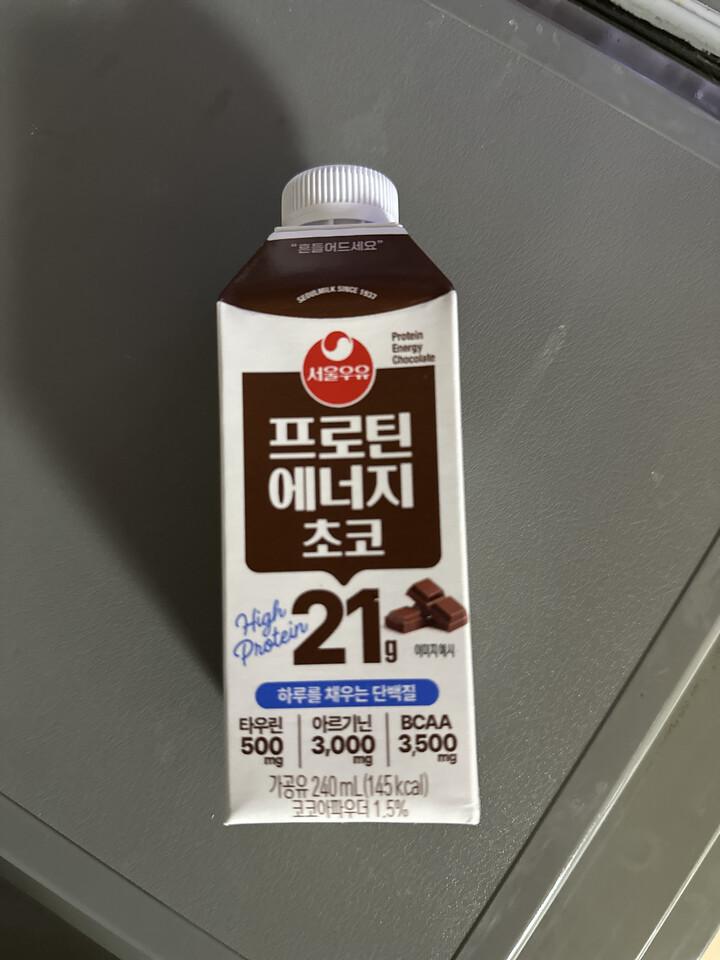 "흔들어드세요"
SEOULMILK SINCE 1937
서울우유
Protein
Energy
Chocolate
프로틴
에너지
초코
High
Protein
21g
이미지 예시
하루를 채우는 단백질
타우린 아르기닌 BCAA
500mg 3,000mg 3,500mg
가공유 240mL(145kcal)
코코아파우더 1.5%